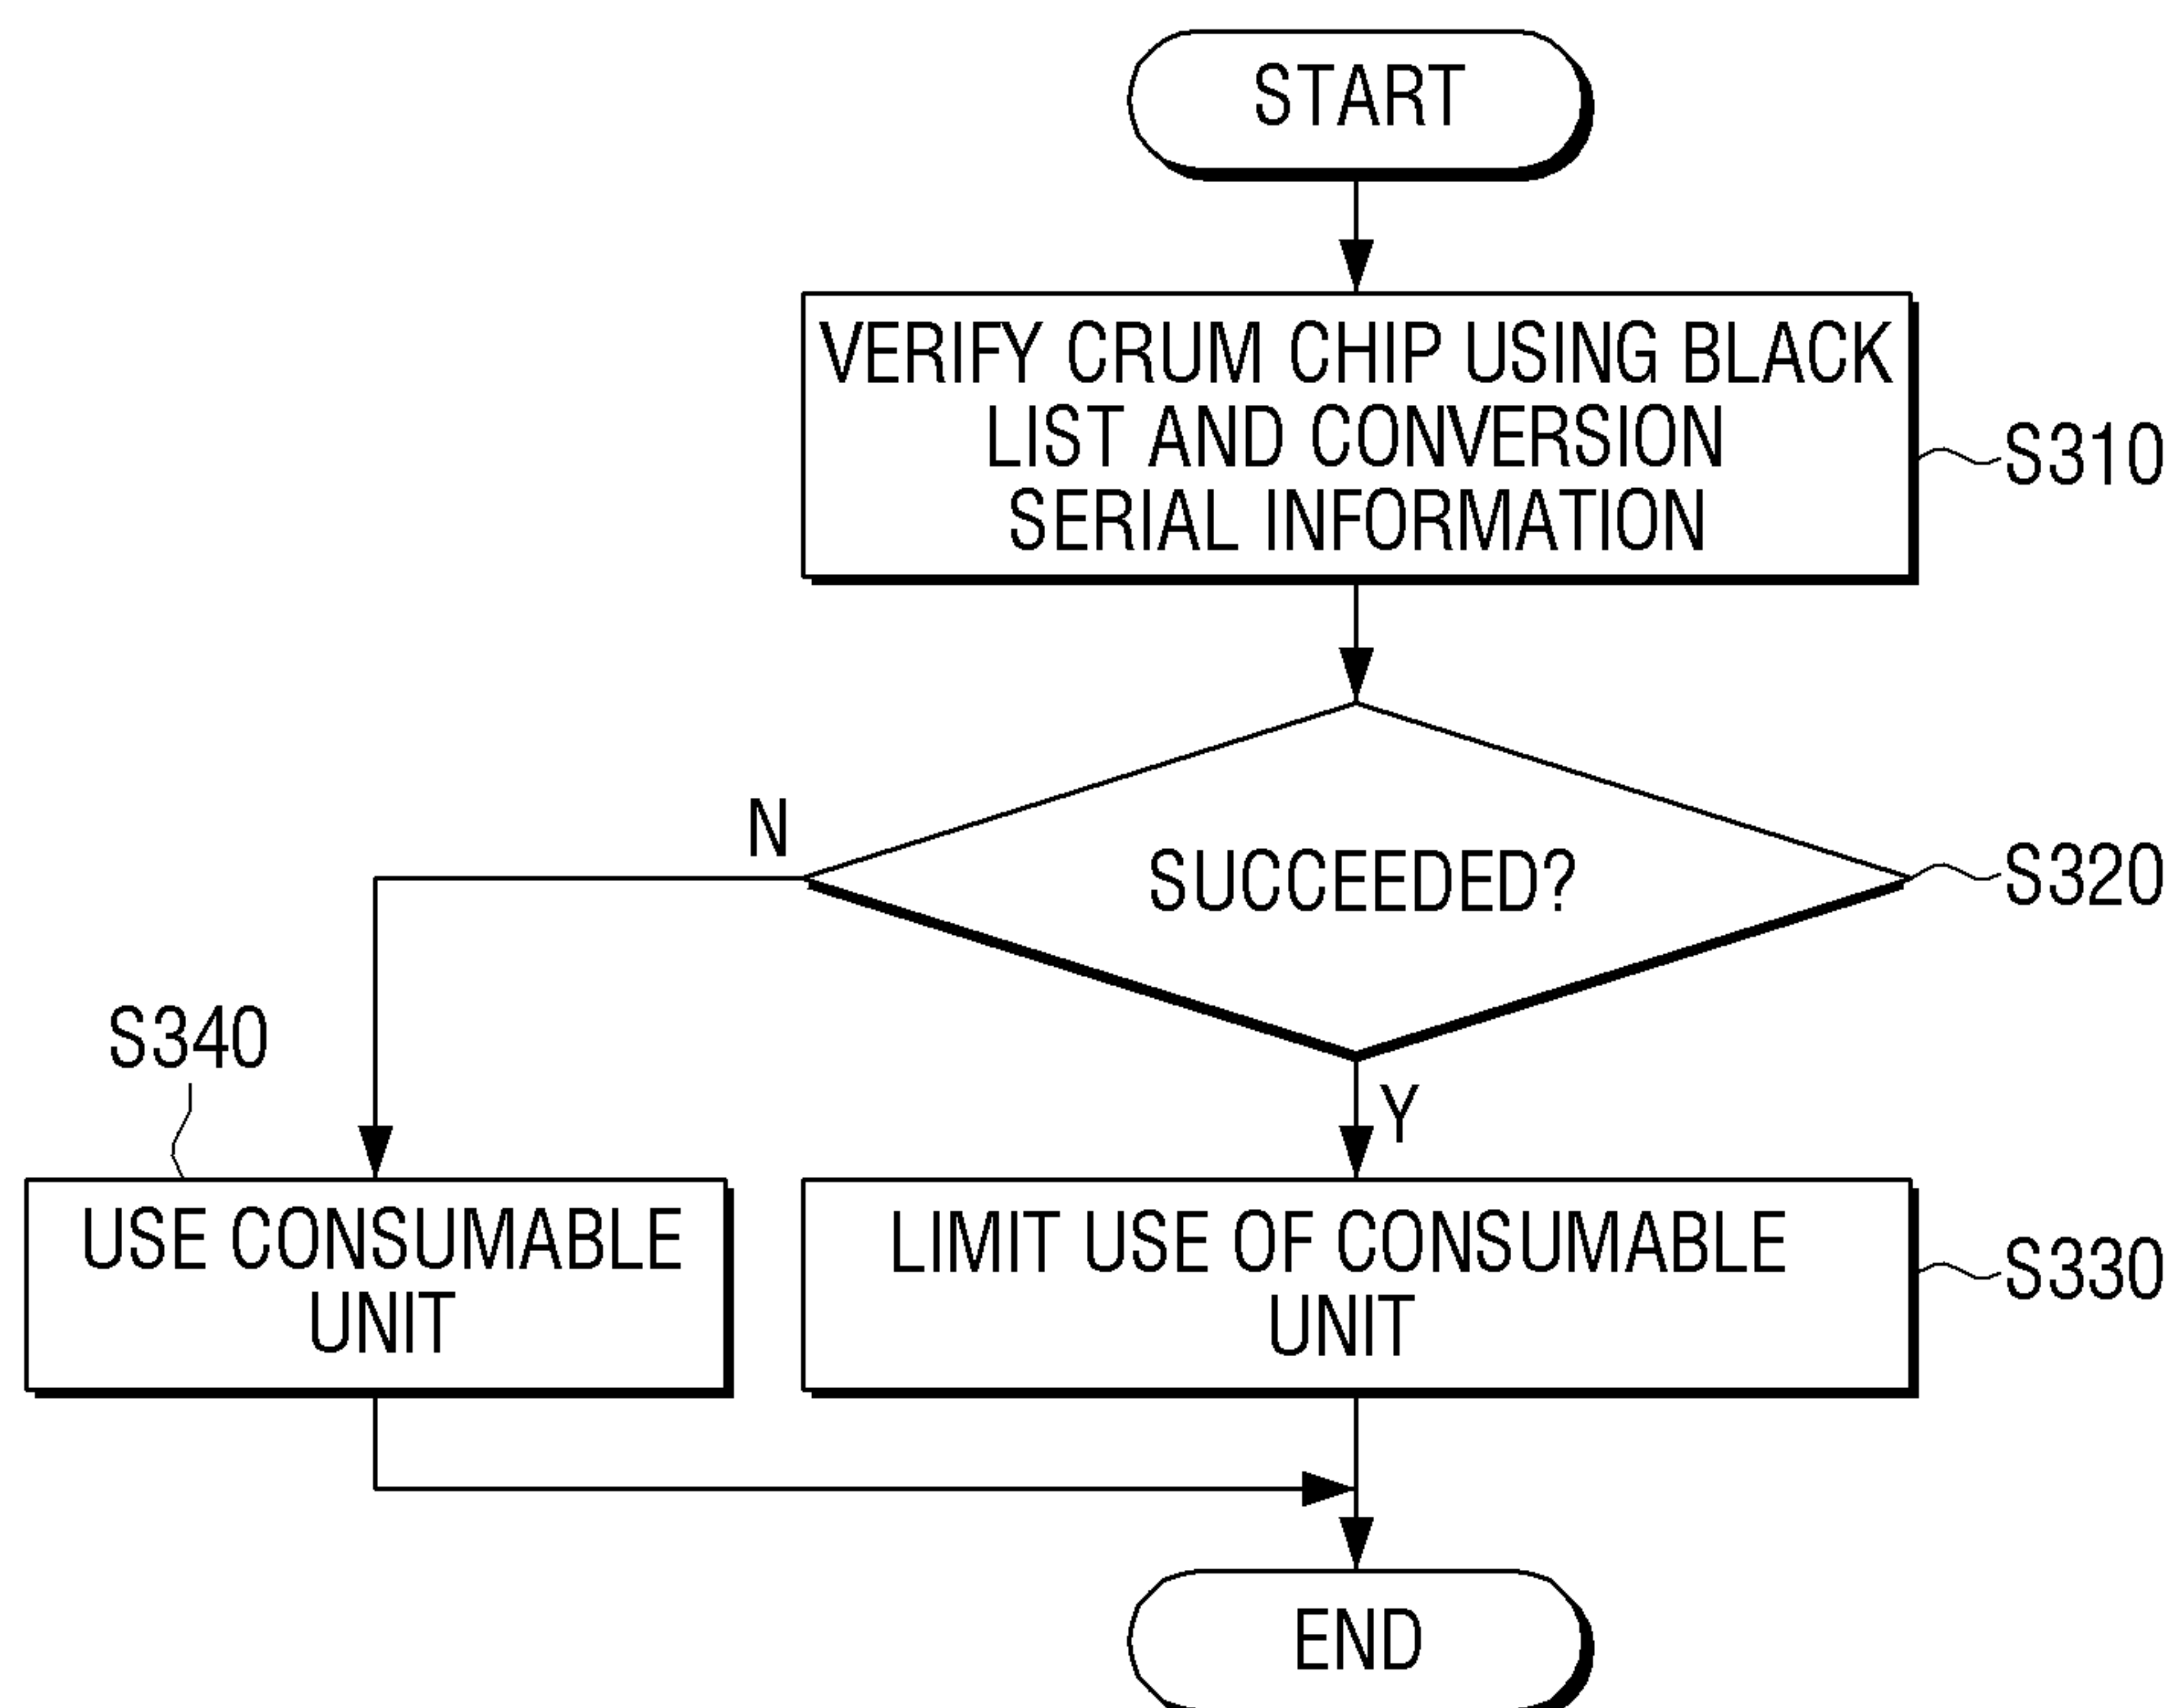 START
VERIFY CRUM CHIP USING BLACK
LIST AND CONVERSION
SERIAL INFORMATION
S310
N
SUCCEEDED?
S320
S340
Y
USE CONSUMABLE
UNIT
LIMIT USE OF CONSUMABLE
UNIT
S330
END